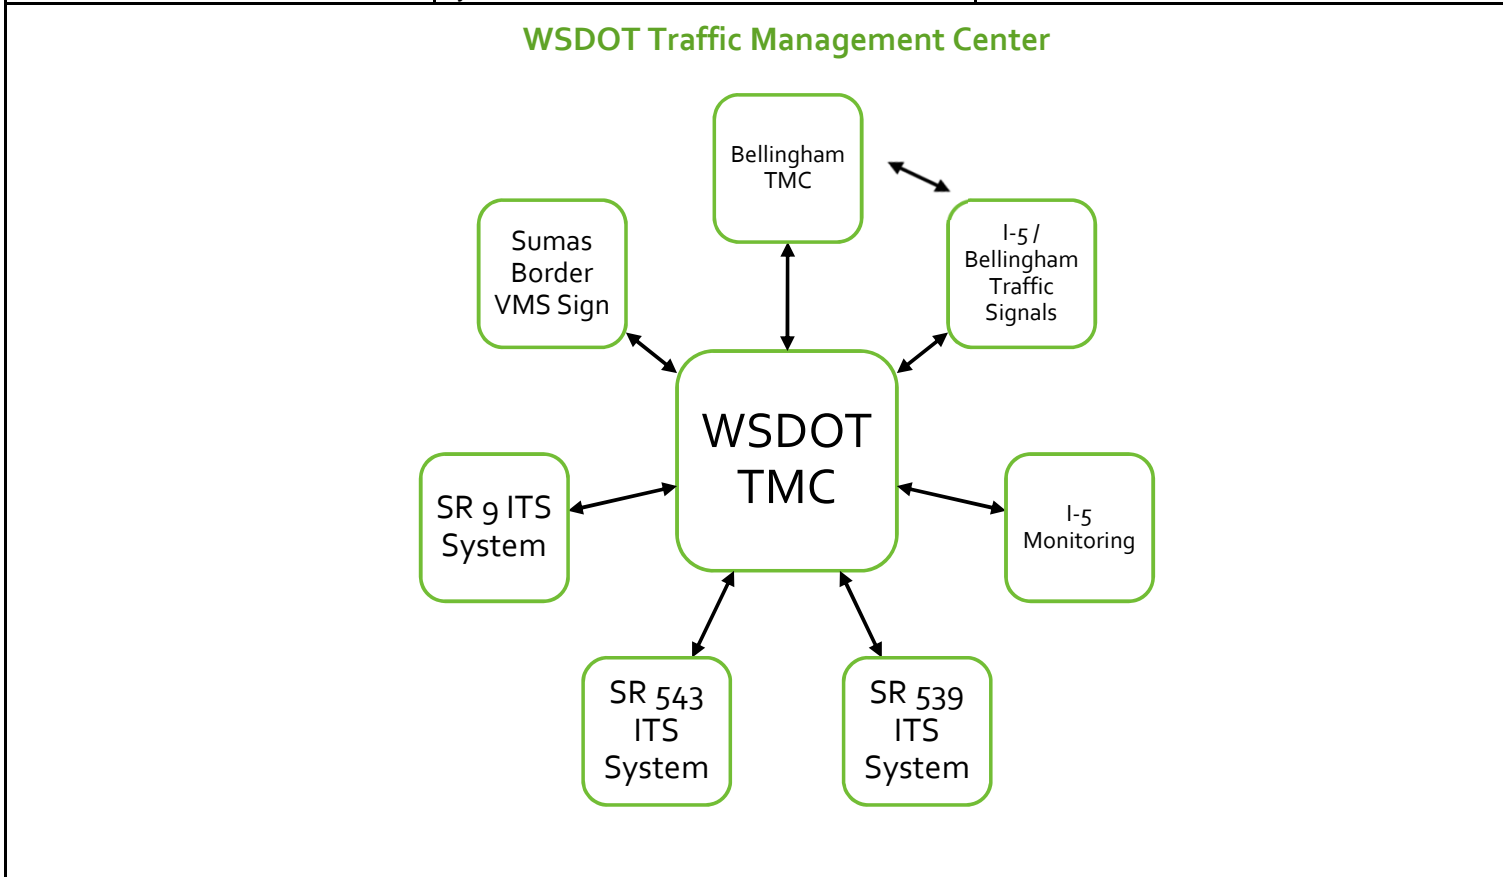 WSDOT Traffic Management Center
Bellingham
TMC
Sumas
Border
VMS Sign
I-5 /
Bellingham
Traffic
Signals
WSDOT
TMC
SR 9 ITS
System
I-5
Monitoring
SR 543
ITS
System
SR 539
ITS
System